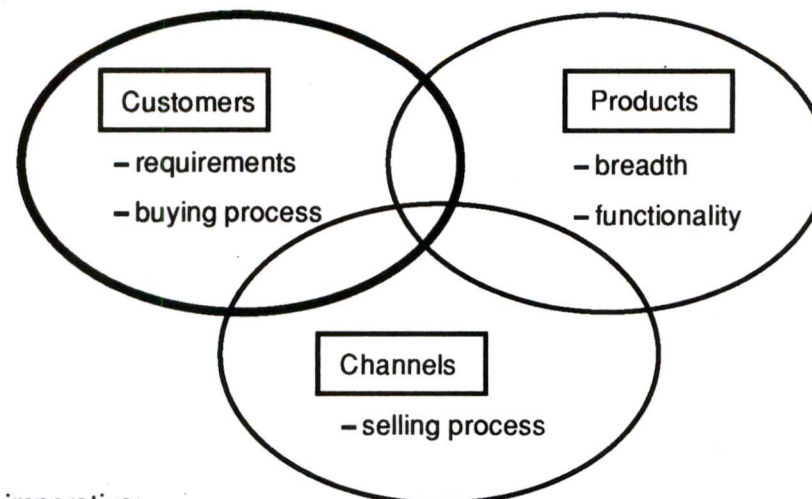 Customers
– requirements
– buying process
Products
– breadth
– functionality
Channels
– selling process